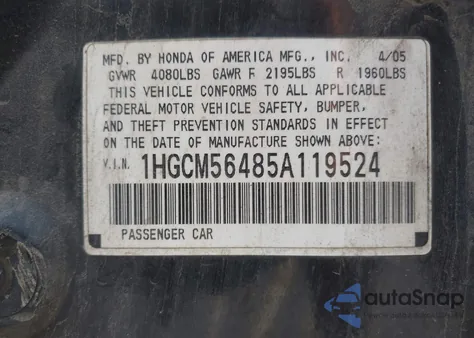 MFD. BY HONDA OF AMERICA MFG., INC. 4/05
GVWR 4080LBS GAWR F 2195LBS R 1960LBS
THIS VEHICLE CONFORMS TO ALL APPLICABLE
FEDERAL MOTOR VEHICLE SAFETY, BUMPER,
AND THEFT PREVENTION STANDARDS IN EFFECT
ON THE DATE OF MANUFACTURE SHOWN ABOVE:
V.I.N. 1HGCM56485A119524
PASSENGER CAR
autaSnap